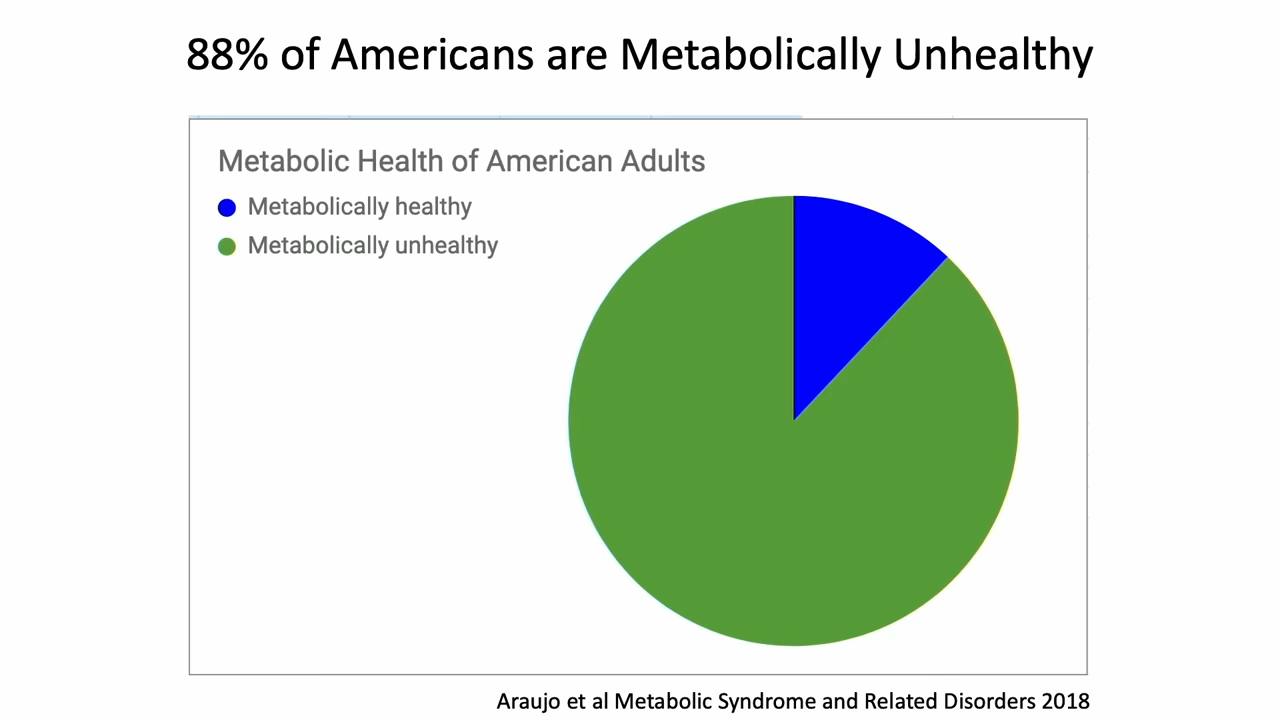 88% of Americans are Metabolically Unhealthy
Metabolic Health of American Adults
Metabolically healthy
Metabolically unhealthy
Araujo et al Metabolic Syndrome and Related Disorders 2018